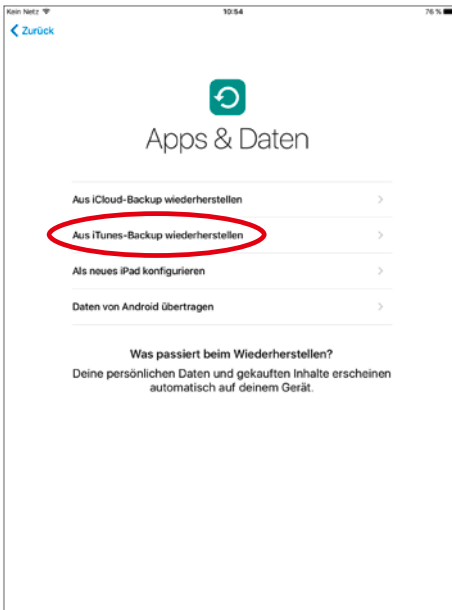 Kein Netz 10:54 76 %
Zurück
Apps & Daten
Aus iCloud-Backup wiederherstellen
Aus iTunes-Backup wiederherstellen
Als neues iPad konfigurieren
Daten von Android übertragen
Was passiert beim Wiederherstellen?
Deine persönlichen Daten und gekauften Inhalte erscheinen
automatisch auf deinem Gerät.